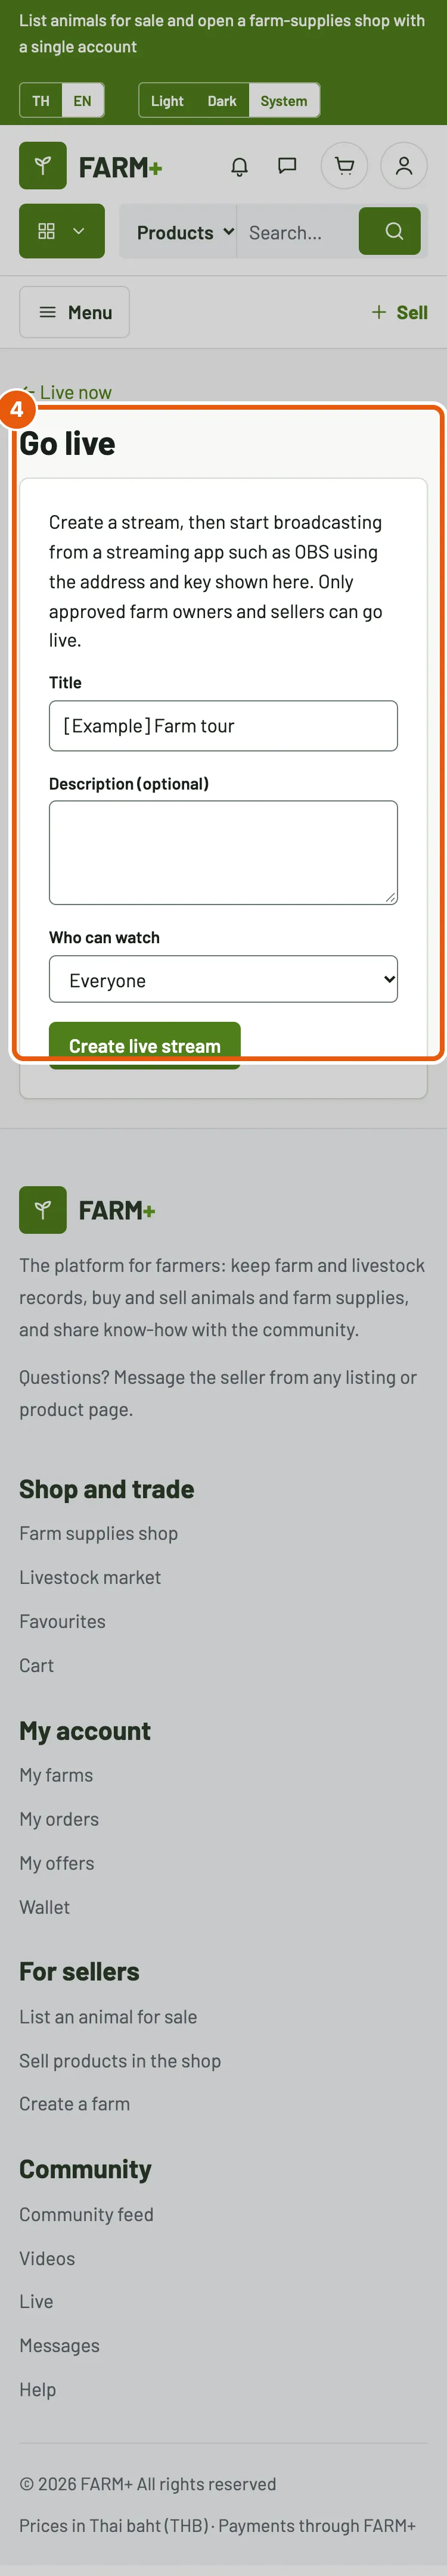 List animals for sale and open a farm-supplies shop with
a single account
TH EN Light Dark System
FARM+
Products Search...
Menu + Sell
← Live now
4
Go live
Create a stream, then start broadcasting
from a streaming app such as OBS using
the address and key shown here. Only
approved farm owners and sellers can go
live.
Title
[Example] Farm tour
Description (optional)
Who can watch
Everyone
Create live stream
FARM+
The platform for farmers: keep farm and livestock
records, buy and sell animals and farm supplies,
and share know-how with the community.
Questions? Message the seller from any listing or
product page.
Shop and trade
Farm supplies shop
Livestock market
Favourites
Cart
My account
My farms
My orders
My offers
Wallet
For sellers
List an animal for sale
Sell products in the shop
Create a farm
Community
Community feed
Videos
Live
Messages
Help
© 2026 FARM+ All rights reserved
Prices in Thai baht (THB) · Payments through FARM+